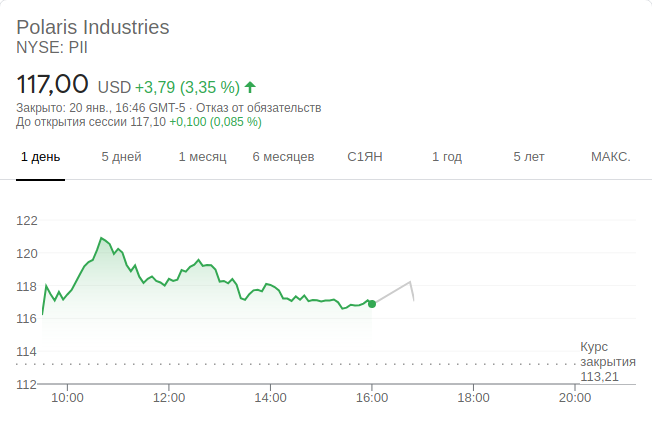 Polaris Industries
NYSE: PII
117,00 USD +3,79 (3,35 %)
Закрыто: 20 янв., 16:46 GMT-5 · Отказ от обязательств
До открытия сессии 117,10 +0,100 (0,085 %)
1 день 5 дней 1 месяц 6 месяцев С1ЯН 1 год 5 лет МАКС.
122
120
118
116
114
Курс
закрытия
113,21
112
10:00 12:00 14:00 16:00 18:00 20:00